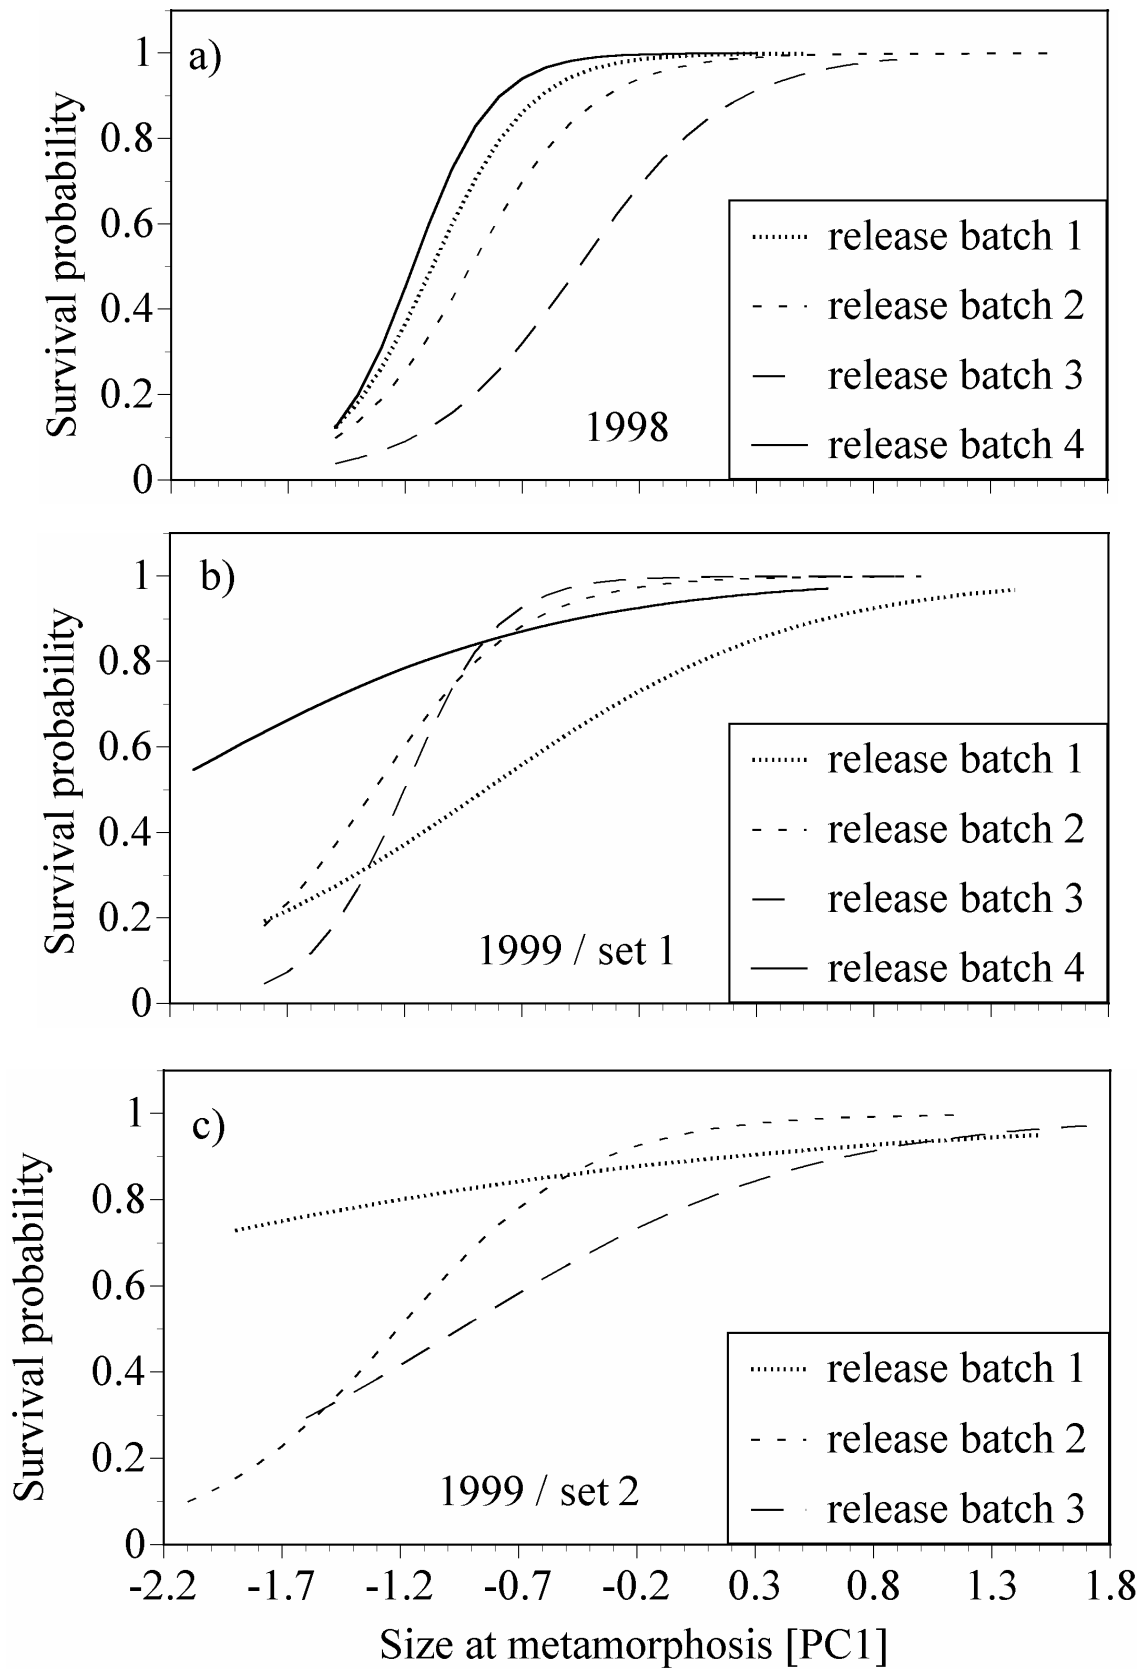 a)
Survival probability
1
0.8
0.6
0.4
0.2
0
1998
release batch 1
release batch 2
release batch 3
release batch 4
b)
Survival probability
1
0.8
0.6
0.4
0.2
0
1999 / set 1
release batch 1
release batch 2
release batch 3
release batch 4
c)
Survival probability
1
0.8
0.6
0.4
0.2
0
1999 / set 2
release batch 1
release batch 2
release batch 3
-2.2 -1.7 -1.2 -0.7 -0.2 0.3 0.8 1.3 1.8
Size at metamorphosis [PC1]